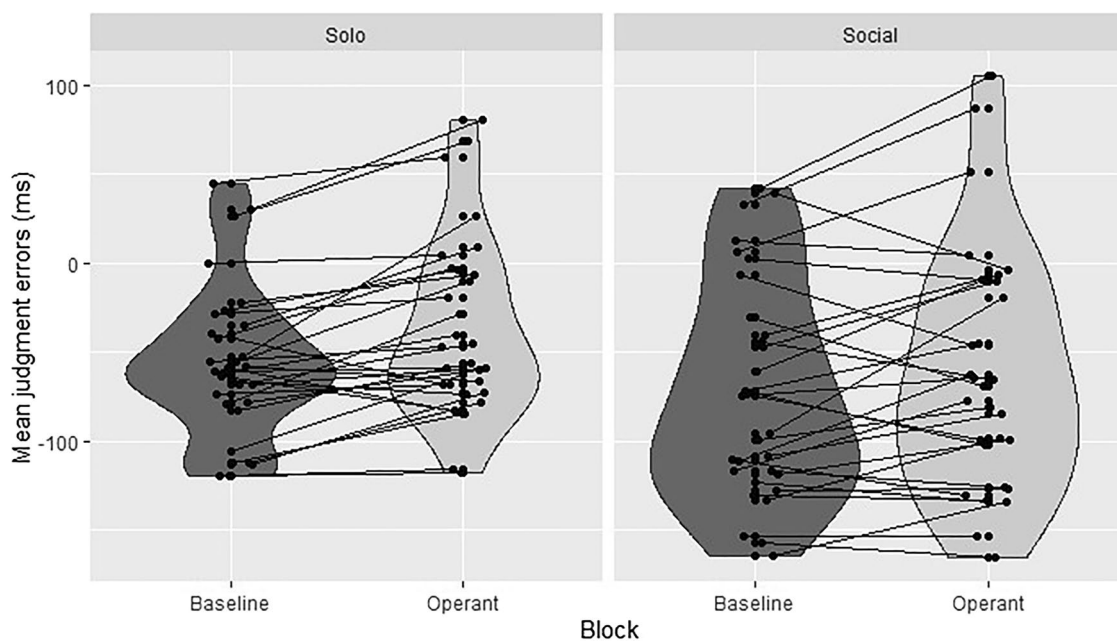 Solo Social
Mean judgment errors (ms)
100
0
-100
Baseline Operant Baseline Operant
Block